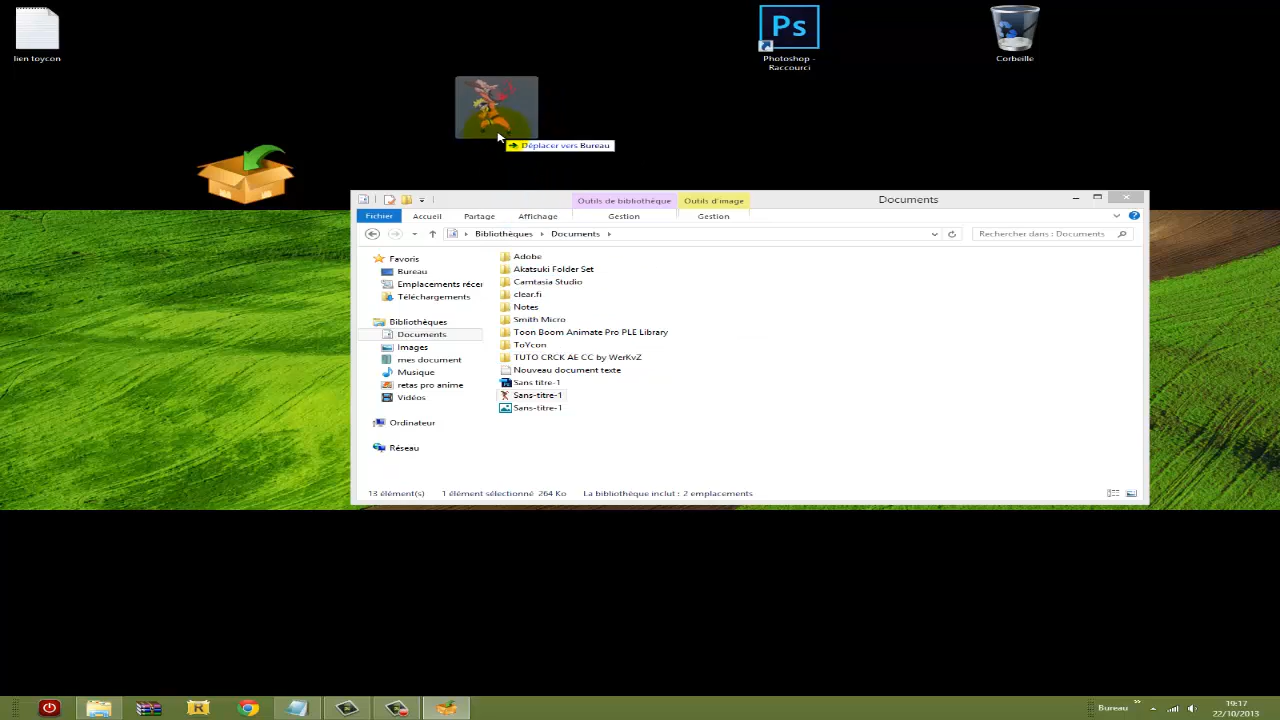 lien toycon
Ps
Photoshop -
Raccourci
Corbeille
Déplacer vers Bureau
Outils de bibliothèque
Outils d'image
Documents
Fichier
Accueil
Partage
Affichage
Gestion
Gestion
Bibliothèques
Documents
Rechercher dans : Documents
Favoris
Bureau
Emplacements récer
Téléchargements
Bibliothèques
Documents
Images
mes document
Musique
retas pro anime
Vidéos
Ordinateur
Réseau
Adobe
Akatsuki Folder Set
Camtasia Studio
clear.fi
Notes
Smith Micro
Toon Boom Animate Pro PLE Library
ToYcon
TUTO CRCK AE CC by WerKvZ
Nouveau document texte
Sans titre-1
Sans-titre-1
Sans-titre-1
13 élément(s)
1 élément sélectionné 264 Ko
La bibliothèque inclut : 2 emplacements
R
Bureau
19:17
22/10/2013